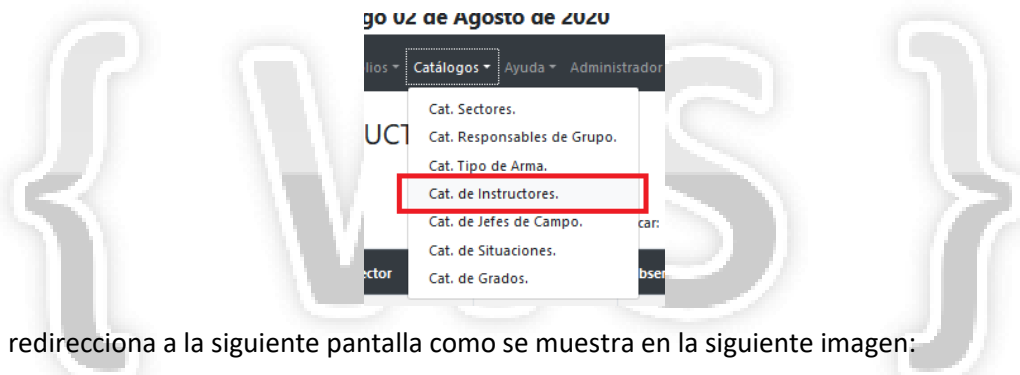 go 02 de Agosto de 2020
lios Catálogos Ayuda Administrador
Cat. Sectores.
UCT Cat. Responsables de Grupo.
Cat. Tipo de Arma.
Cat. de Instructores.
Cat. de Jefes de Campo. car:
Cat. de Situaciones.
ector obser
Cat. de Grados.
redirecciona a la siguiente pantalla como se muestra en la siguiente imagen: